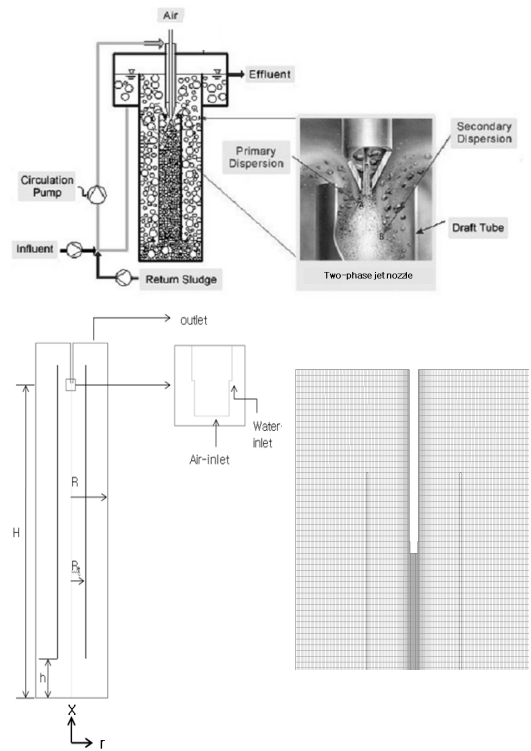 Air
Effluent
Circulation
Pump
Influent
Return Sludge
Primary
Dispersion
Secondary
Dispersion
A
B
Draft Tube
Two-phase jet nozzle
outlet
Water
inlet
Air-inlet
R
H
h
X
r